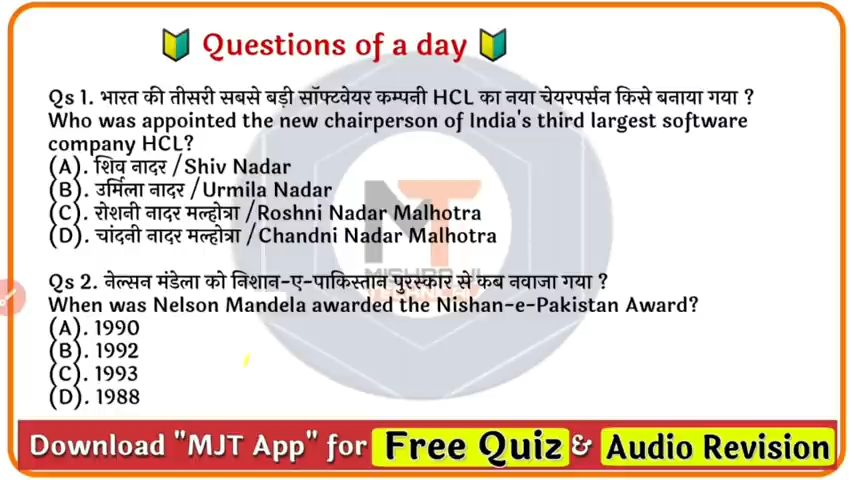 Questions of a day
Qs 1. भारत की तीसरी सबसे बड़ी सॉफ्टवेयर कम्पनी HCL का नया चेयरपर्सन किसे बनाया गया ?
Who was appointed the new chairperson of India's third largest software
company HCL?
(A). शिव नादर /Shiv Nadar
(B). उर्मिला नादर /Urmila Nadar
(C). रोशनी नादर मल्होत्रा /Roshni Nadar Malhotra
(D). चांदनी नादर मल्होत्रा /Chandni Nadar Malhotra
MT
Qs 2. नेल्सन मंडेला को निशान-ए-पाकिस्तान पुरस्कार से कब नवाजा गया ?
When was Nelson Mandela awarded the Nishan-e-Pakistan Award?
(A). 1990
(B). 1992
(C). 1993
(D). 1988
Download "MJT App" for Free Quiz & Audio Revision